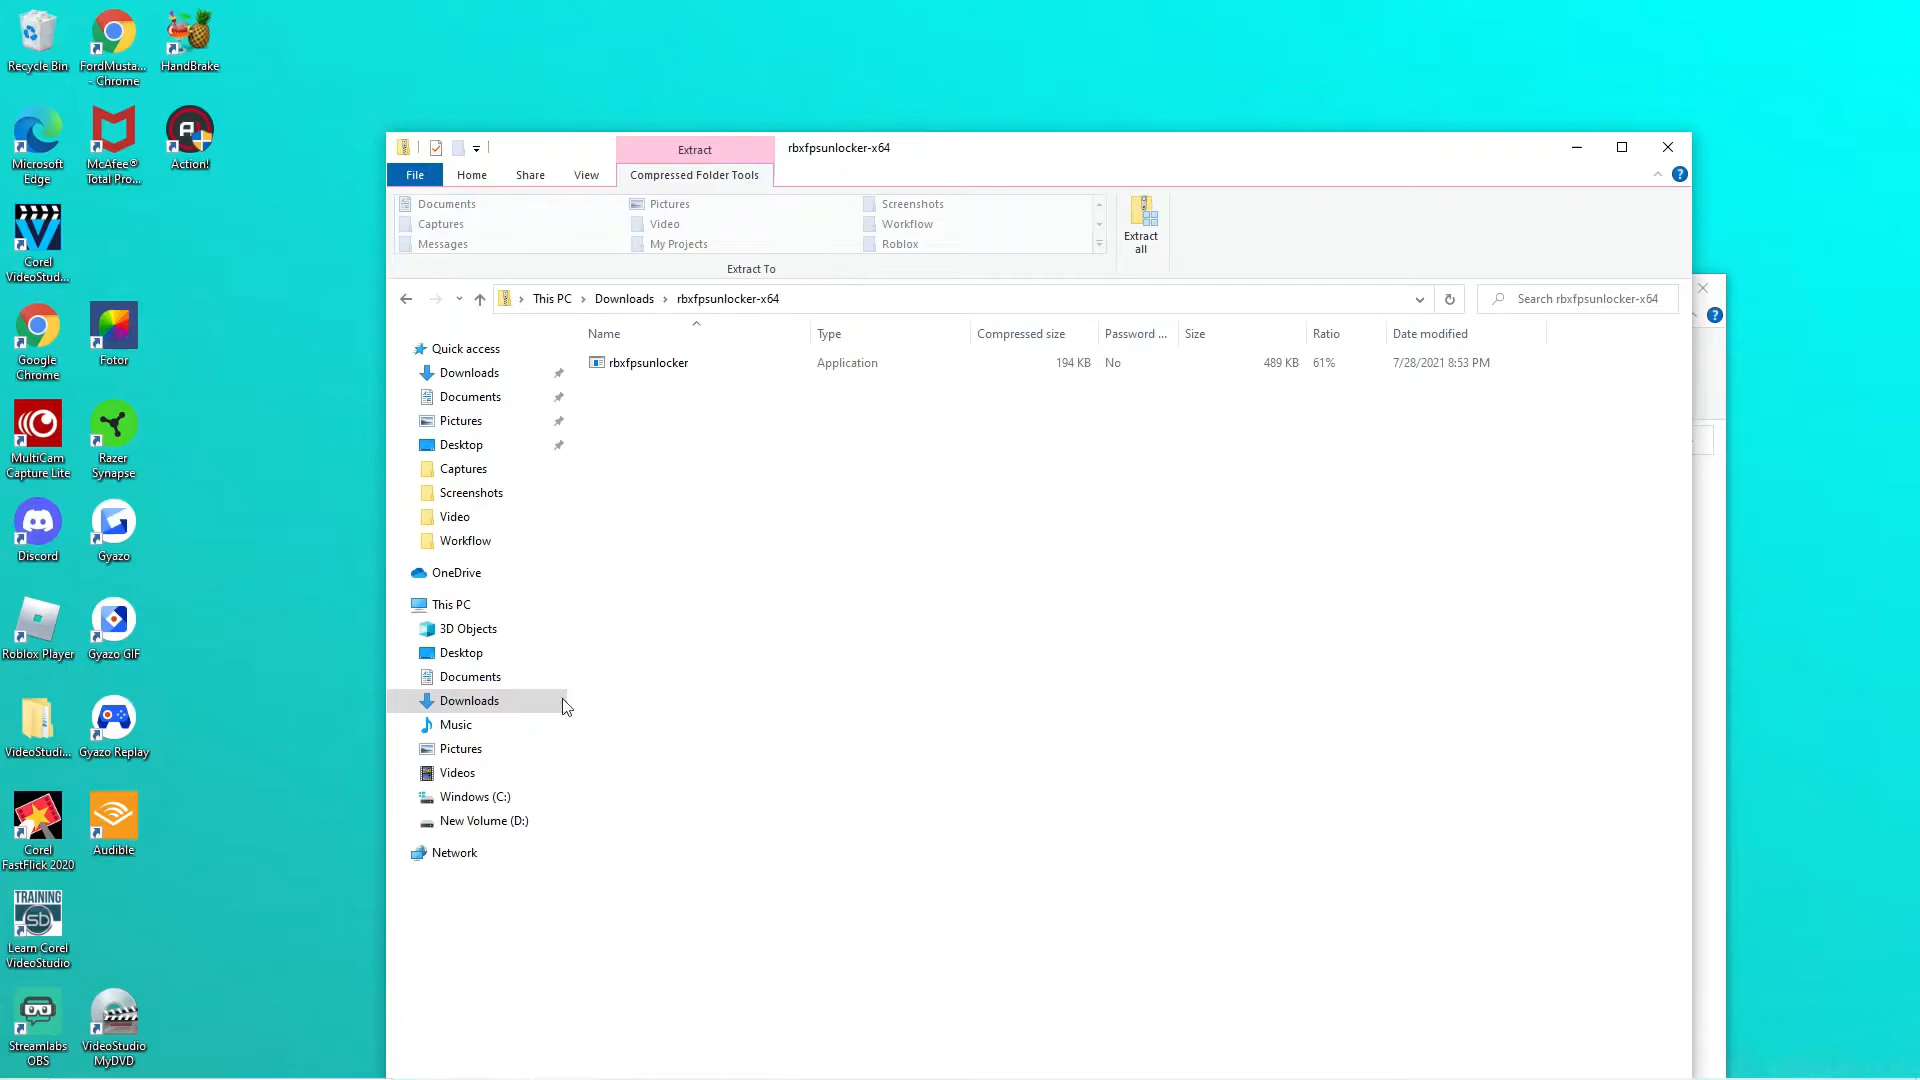 Recycle Bin
FordMusta...
- Chrome
HandBrake
Microsoft
Edge
McAfee®
Total Pro...
Action!
Corel
VideoStud...
Google
Chrome
Fotor
MultiCam
Capture Lite
Razer
Synapse
Discord
Gyazo
Roblox Player
Gyazo GIF
VideoStudi...
Gyazo Replay
Corel
FastFlick 2020
Audible
TRAINING
sb
Learn Corel
VideoStudio
Streamlabs
OBS
VideoStudio
MyDVD
Extract
rbxfpsunlocker-x64
File
Home
Share
View
Compressed Folder Tools
Documents
Pictures
Screenshots
Captures
Video
Workflow
Messages
My Projects
Roblox
Extract
all
Extract To
This PC
Downloads
rbxfpsunlocker-x64
Search rbxfpsunlocker-x64
Name
Type
Compressed size
Password ...
Size
Ratio
Date modified
rbxfpsunlocker
Application
194 KB
No
489 KB
61%
7/28/2021 8:53 PM
Quick access
Downloads
Documents
Pictures
Desktop
Captures
Screenshots
Video
Workflow
OneDrive
This PC
3D Objects
Desktop
Documents
Downloads
Music
Pictures
Videos
Windows (C:)
New Volume (D:)
Network